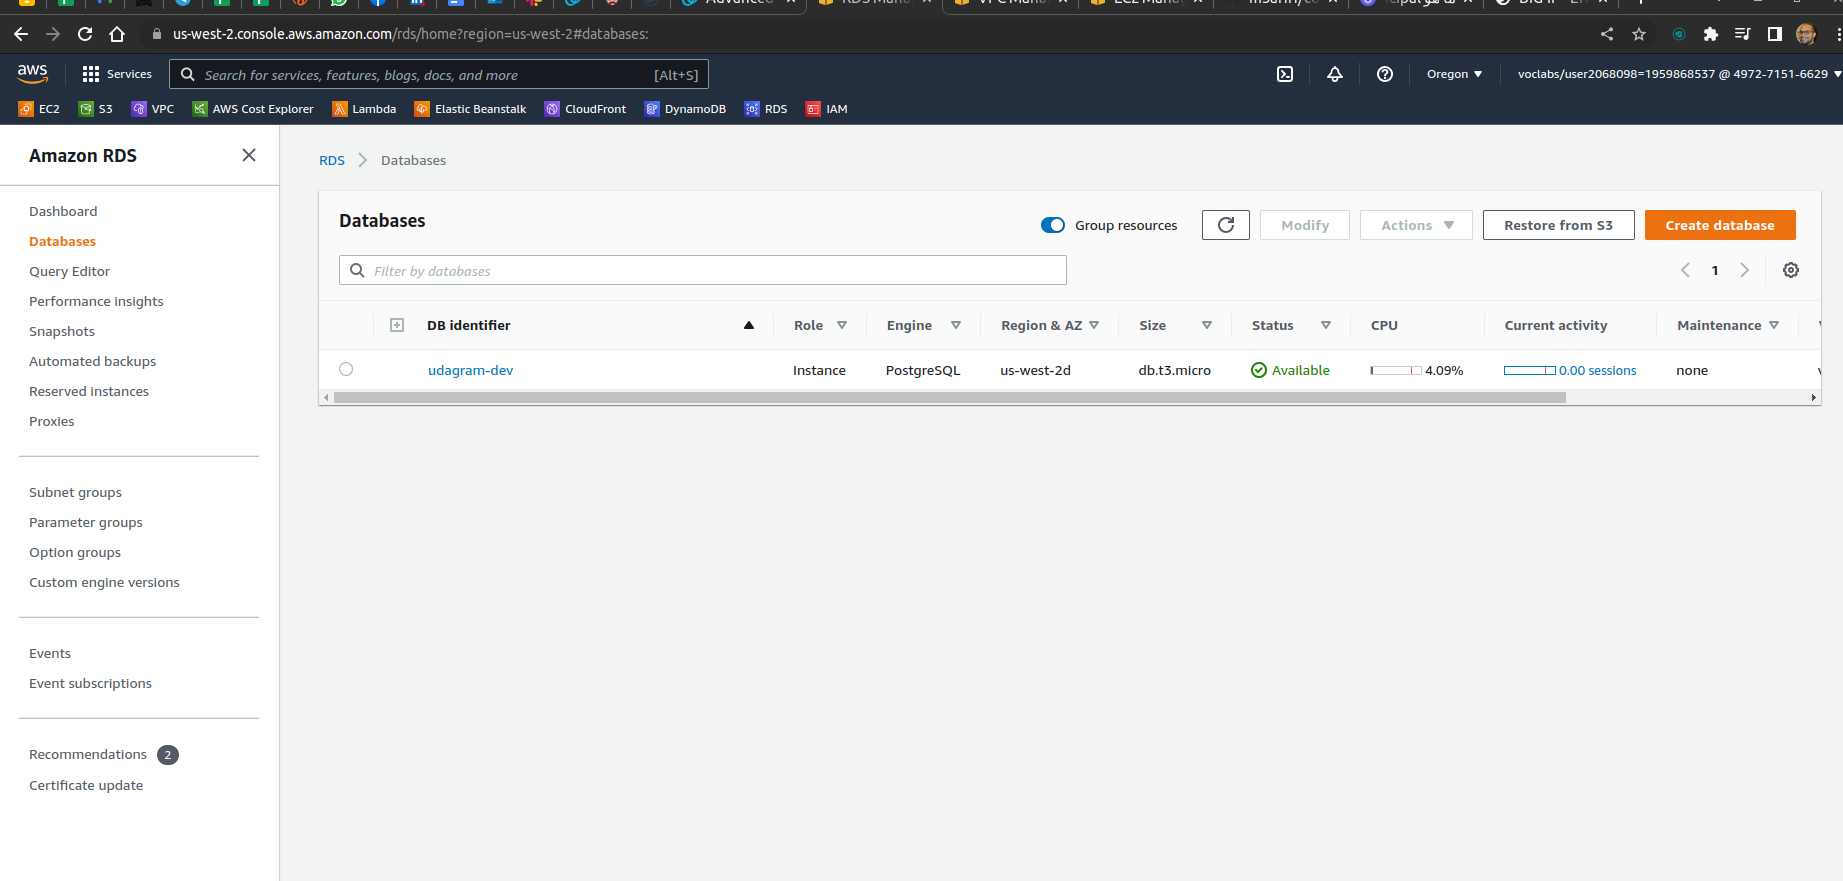 us-west-2.console.aws.amazon.com/rds/home?region=us-west-2#databases:
aws Services Search for services, features, blogs, docs, and more [Alt+S] Oregon voclabs/user2068098=1959868537 @ 4972-7151-6629
EC2 S3 VPC AWS Cost Explorer Lambda Elastic Beanstalk CloudFront DynamoDB RDS IAM
Amazon RDS
Dashboard
Databases
Query Editor
Performance insights
Snapshots
Automated backups
Reserved instances
Proxies
Subnet groups
Parameter groups
Option groups
Custom engine versions
Events
Event subscriptions
Recommendations 2
Certificate update
RDS Databases
Databases
Group resources Modify Actions Restore from S3 Create database
Filter by databases 1
DB identifier Role Engine Region & AZ Size Status CPU Current activity Maintenance
udagram-dev Instance PostgreSQL us-west-2d db.t3.micro Available 4.09% 0.00 sessions none